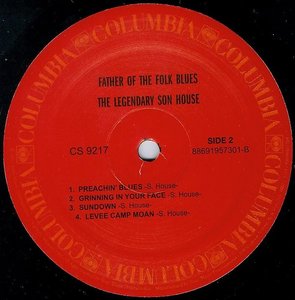 COLUMBIA COLUMBIA COLUMBIA COLUMBIA COLUMBIA COLUMBIA
FATHER OF THE FOLK BLUES
THE LEGENDARY SON HOUSE
CS 9217
SIDE 2
88691957301-B
1. PREACHIN' BLUES -S. House-
2. GRINNING IN YOUR FACE -S. House-
3. SUNDOWN -S. House-
4. LEVEE CAMP MOAN -S. House-